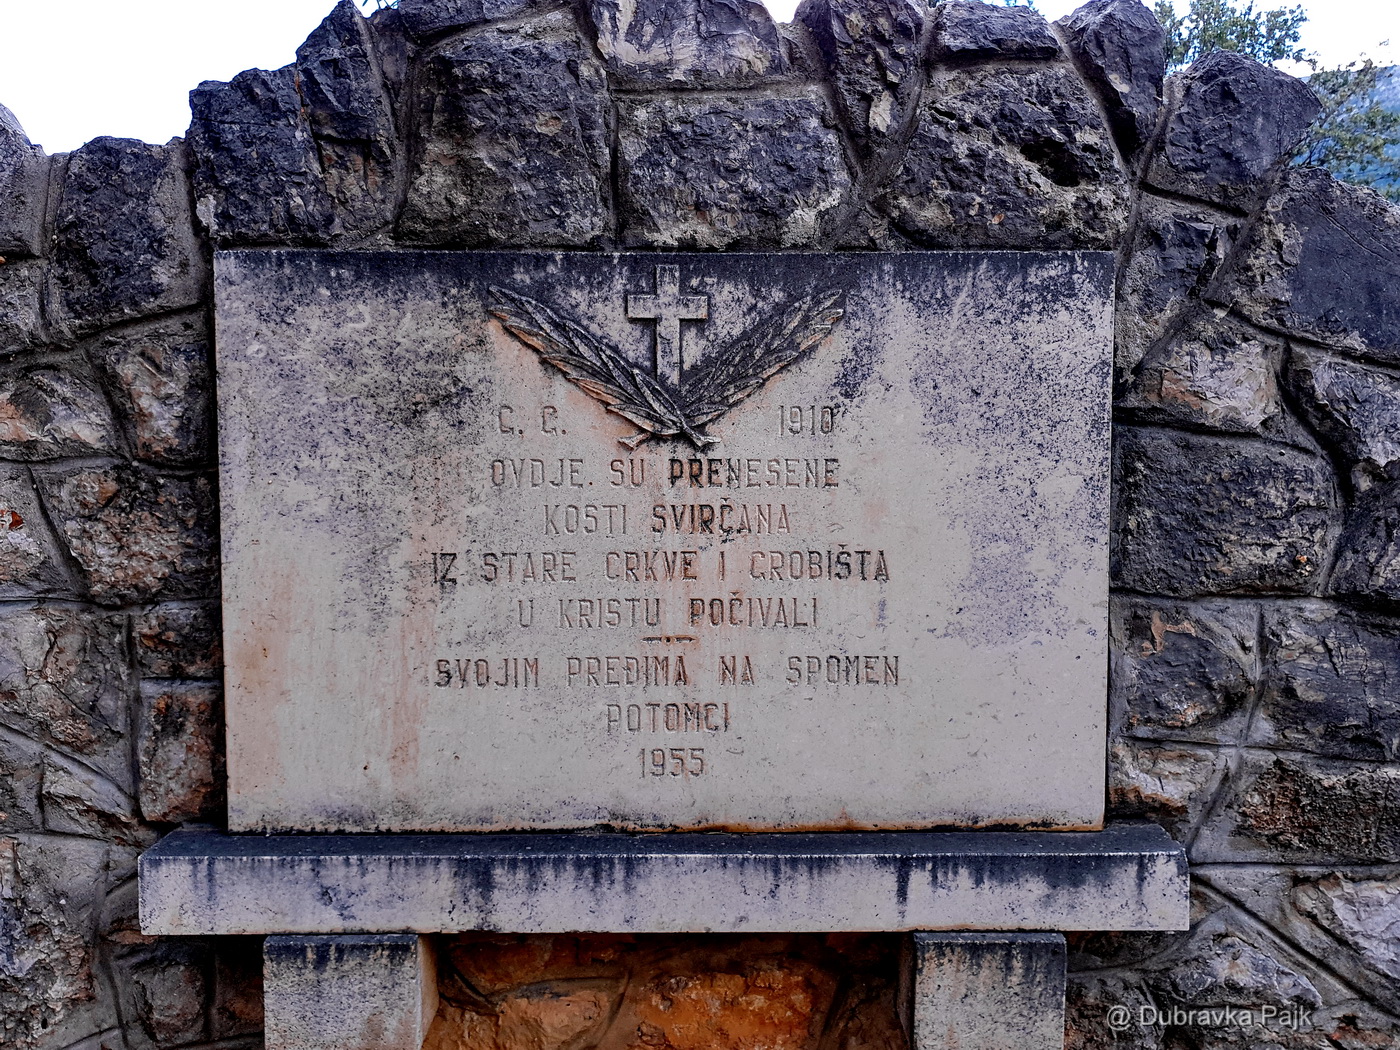 G. G. 1910
OVDJE. SU PRENESENE
KOSTI SVIRČANA
IZ STARE CRKVE I GROBIŠTA
U KRISTU POČIVALI
SVOJIM PREĐIMA NA SPOMEN
POTOMCI
1955
@ Dubravka Pajk